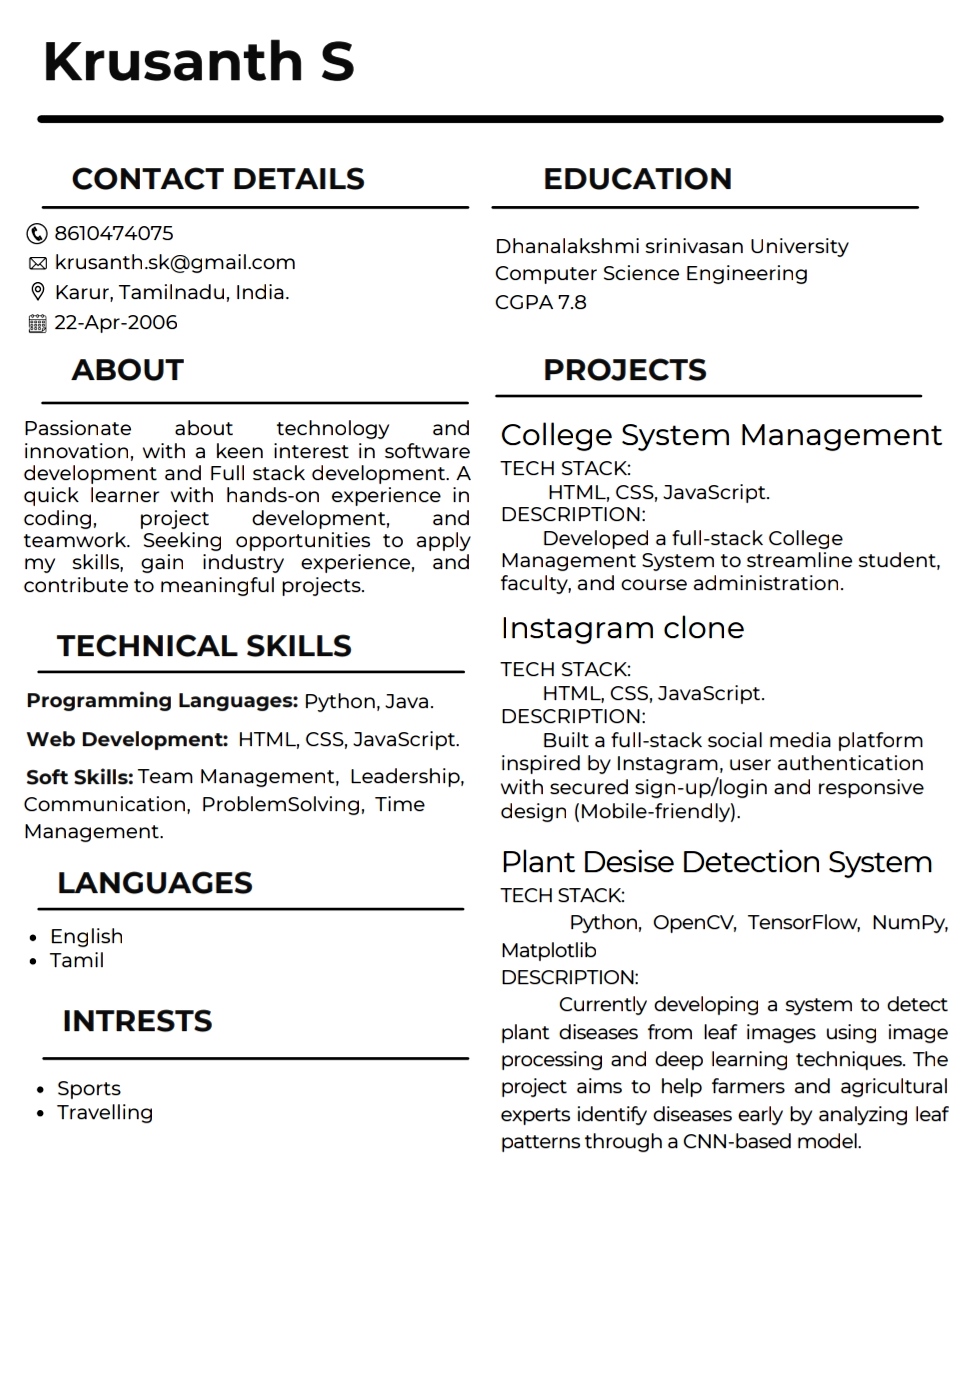 Krusanth S
CONTACT DETAILS
8610474075
krusanth.sk@gmail.com
Karur, Tamilnadu, India.
22-Apr-2006
ABOUT
Passionate about technology and
innovation, with a keen interest in software
development and Full stack development. A
quick learner with hands-on experience in
coding, project development, and
teamwork. Seeking opportunities to apply
my skills, gain industry experience, and
contribute to meaningful projects.
TECHNICAL SKILLS
Programming Languages: Python, Java.
Web Development: HTML, CSS, JavaScript.
Soft Skills: Team Management, Leadership,
Communication, ProblemSolving, Time
Management.
LANGUAGES
• English
• Tamil
INTRESTS
• Sports
• Travelling
EDUCATION
Dhanalakshmi srinivasan University
Computer Science Engineering
CGPA 7.8
PROJECTS
College System Management
TECH STACK:
HTML, CSS, JavaScript.
DESCRIPTION:
Developed a full-stack College
Management System to streamline student,
faculty, and course administration.
Instagram clone
TECH STACK:
HTML, CSS, JavaScript.
DESCRIPTION:
Built a full-stack social media platform
inspired by Instagram, user authentication
with secured sign-up/login and responsive
design (Mobile-friendly).
Plant Desise Detection System
TECH STACK:
Python, OpenCV, TensorFlow, NumPy,
Matplotlib
DESCRIPTION:
Currently developing a system to detect
plant diseases from leaf images using image
processing and deep learning techniques. The
project aims to help farmers and agricultural
experts identify diseases early by analyzing leaf
patterns through a CNN-based model.